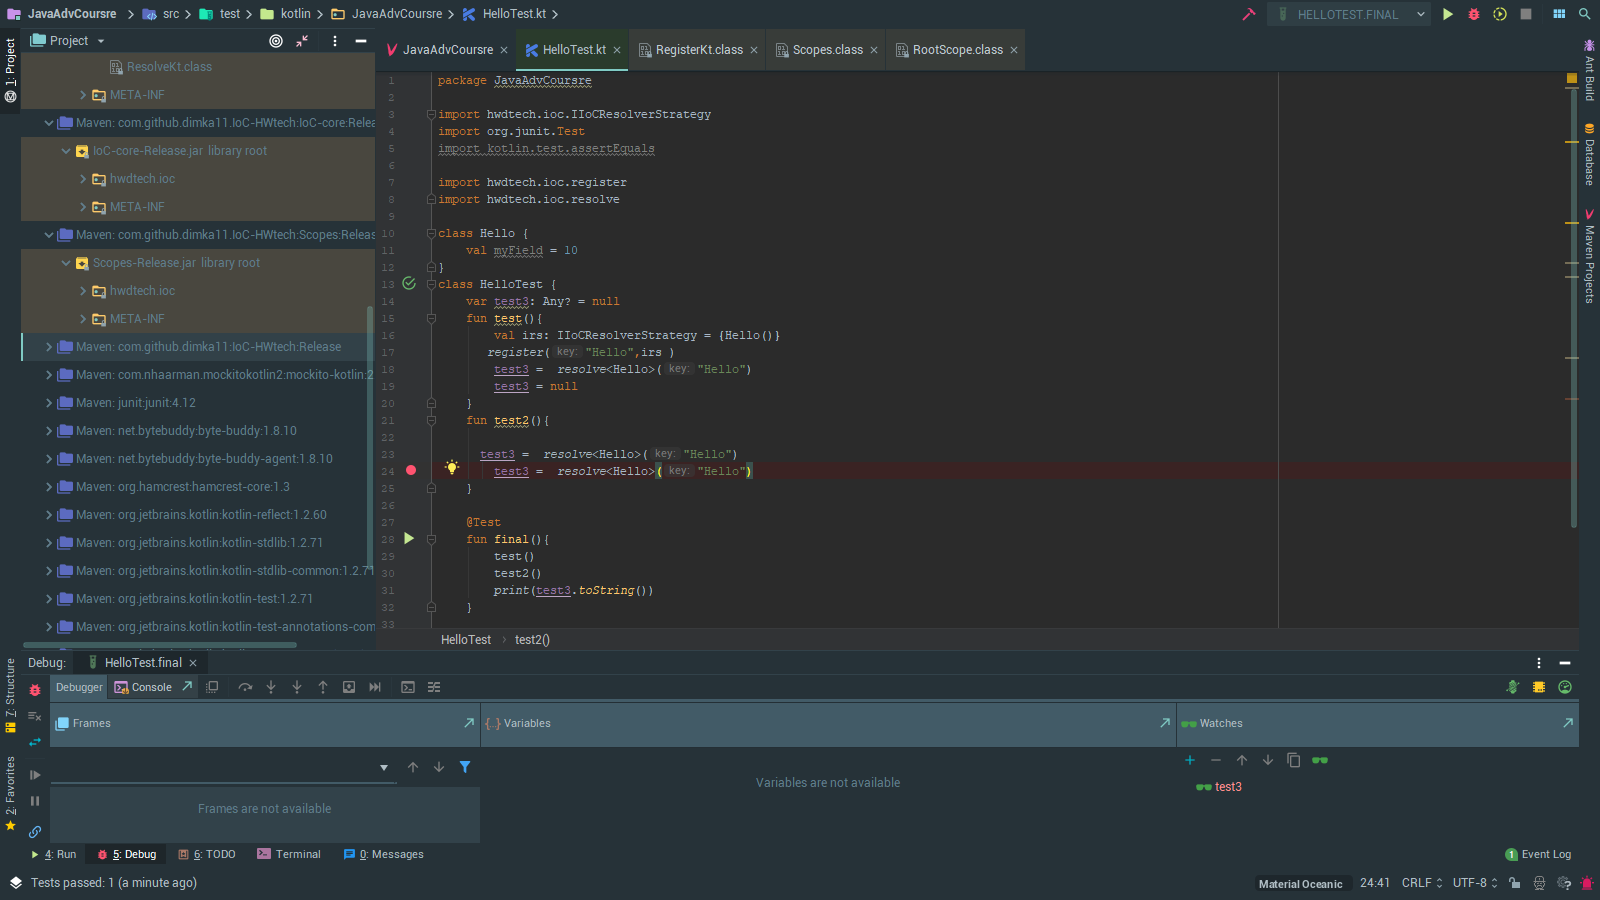 JavaAdvCoursre
src
test
kotlin
JavaAdvCoursre
HelloTest.kt
HELLOTEST.FINAL
Project
JavaAdvCoursre
HelloTest.kt
RegisterKt.class
Scopes.class
RootScope.class
1: Project
7: Structure
2: Favorites
Ant Build
Database
Maven Projects
ResolveKt.class
META-INF
Maven: com.github.dimka11.IoC-HWtech:IoC-core:Relea
IoC-core-Release.jar library root
hwdtech.ioc
META-INF
Maven: com.github.dimka11.IoC-HWtech:Scopes:Releas
Scopes-Release.jar library root
hwdtech.ioc
META-INF
Maven: com.github.dimka11:IoC-HWtech:Release
Maven: com.nhaarman.mockitokotlin2:mockito-kotlin:2
Maven: junit:junit:4.12
Maven: net.bytebuddy:byte-buddy:1.8.10
Maven: net.bytebuddy:byte-buddy-agent:1.8.10
Maven: org.hamcrest:hamcrest-core:1.3
Maven: org.jetbrains.kotlin:kotlin-reflect:1.2.60
Maven: org.jetbrains.kotlin:kotlin-stdlib:1.2.71
Maven: org.jetbrains.kotlin:kotlin-stdlib-common:1.2.71
Maven: org.jetbrains.kotlin:kotlin-test:1.2.71
Maven: org.jetbrains.kotlin:kotlin-test-annotations-com
1 package JavaAdvCoursre
2
3 import hwdtech.ioc.IIoCResolverStrategy
4 import org.junit.Test
5 import kotlin.test.assertEquals
6
7 import hwdtech.ioc.register
8 import hwdtech.ioc.resolve
9
10 class Hello {
11 val myField = 10
12 }
13 class HelloTest {
14 var test3: Any? = null
15 fun test(){
16 val irs: IIoCResolverStrategy = {Hello()}
17 register( key: "Hello",irs )
18 test3 = resolve<Hello>( key: "Hello")
19 test3 = null
20 }
21 fun test2(){
22
23 test3 = resolve<Hello>( key: "Hello")
24 test3 = resolve<Hello>( key: "Hello")
25 }
26
27 @Test
28 fun final(){
29 test()
30 test2()
31 print(test3.toString())
32 }
33
HelloTest
test2()
Debug:
HelloTest.final
Debugger
Console
Frames
Variables
Watches
Variables are not available
test3
Frames are not available
4: Run
5: Debug
6: TODO
Terminal
0: Messages
1 Event Log
Tests passed: 1 (a minute ago)
Material Oceanic
24:41
CRLF
UTF-8